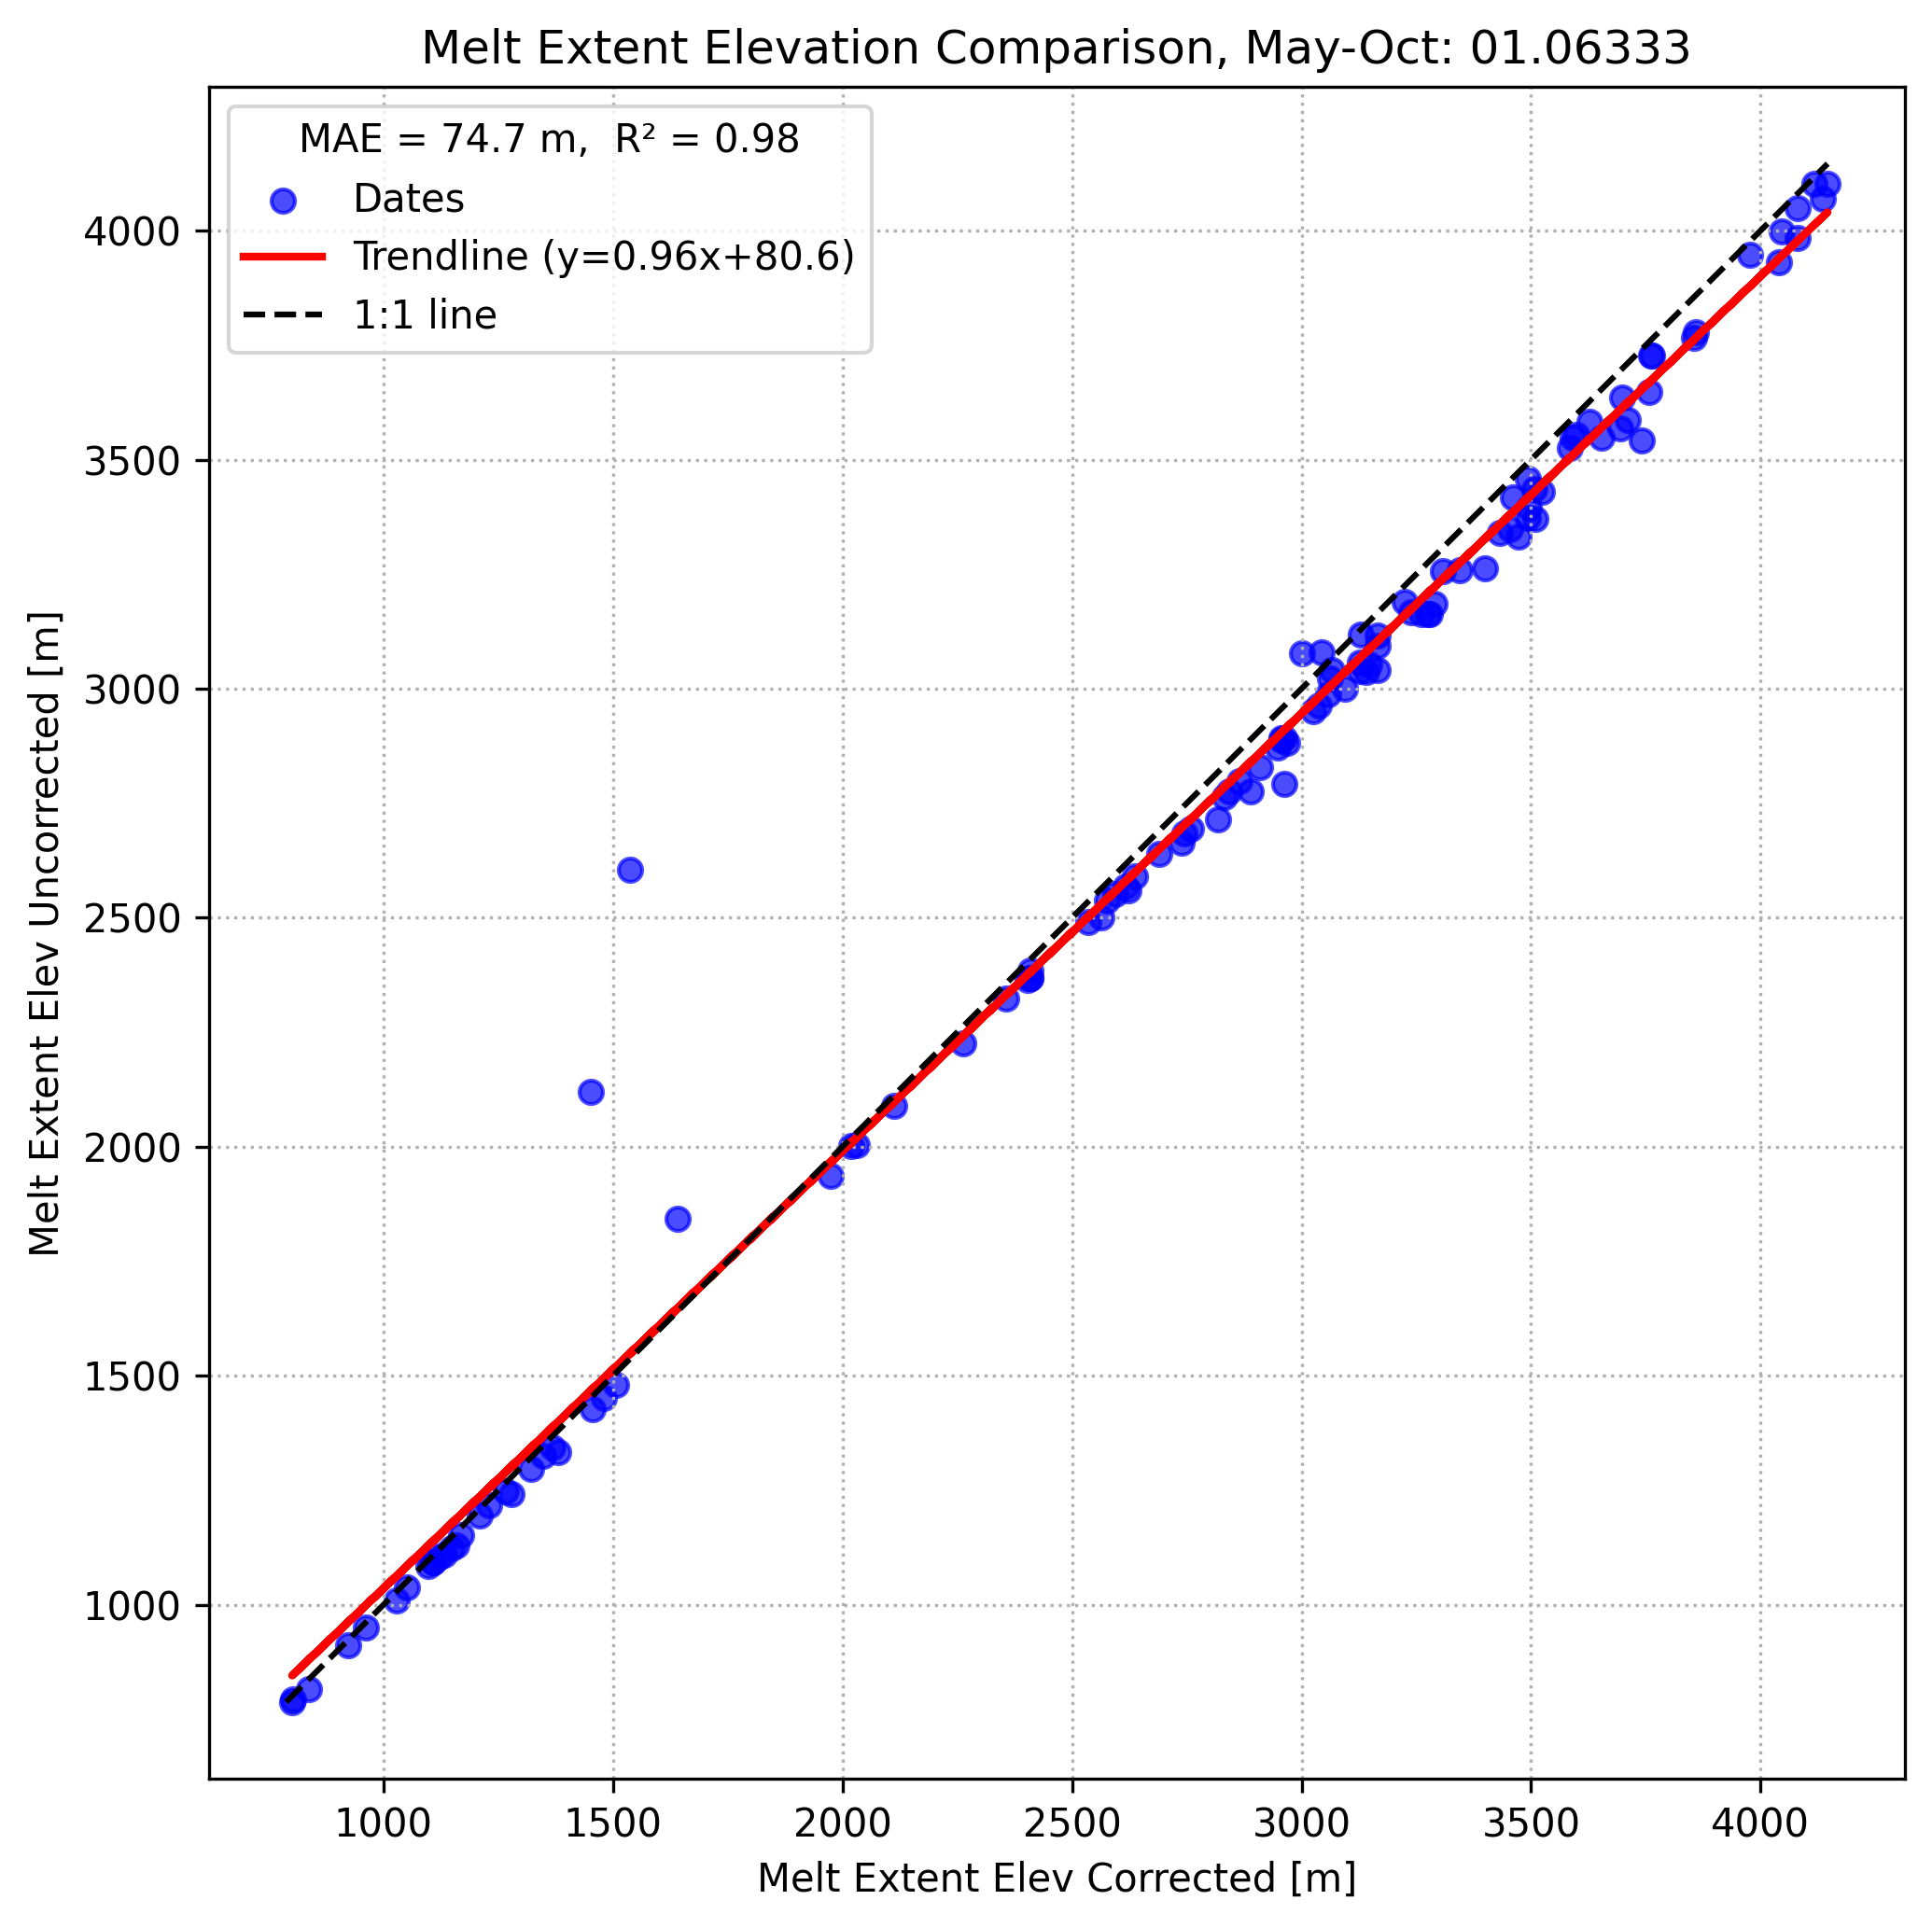 Melt Extent Elevation Comparison, May-Oct: 01.06333
MAE = 74.7 m,  R² = 0.98
Dates
Trendline (y=0.96x+80.6)
1:1 line
4000
3500
3000
2500
2000
1500
1000
Melt Extent Elev Uncorrected [m]
1000 1500 2000 2500 3000 3500 4000
Melt Extent Elev Corrected [m]